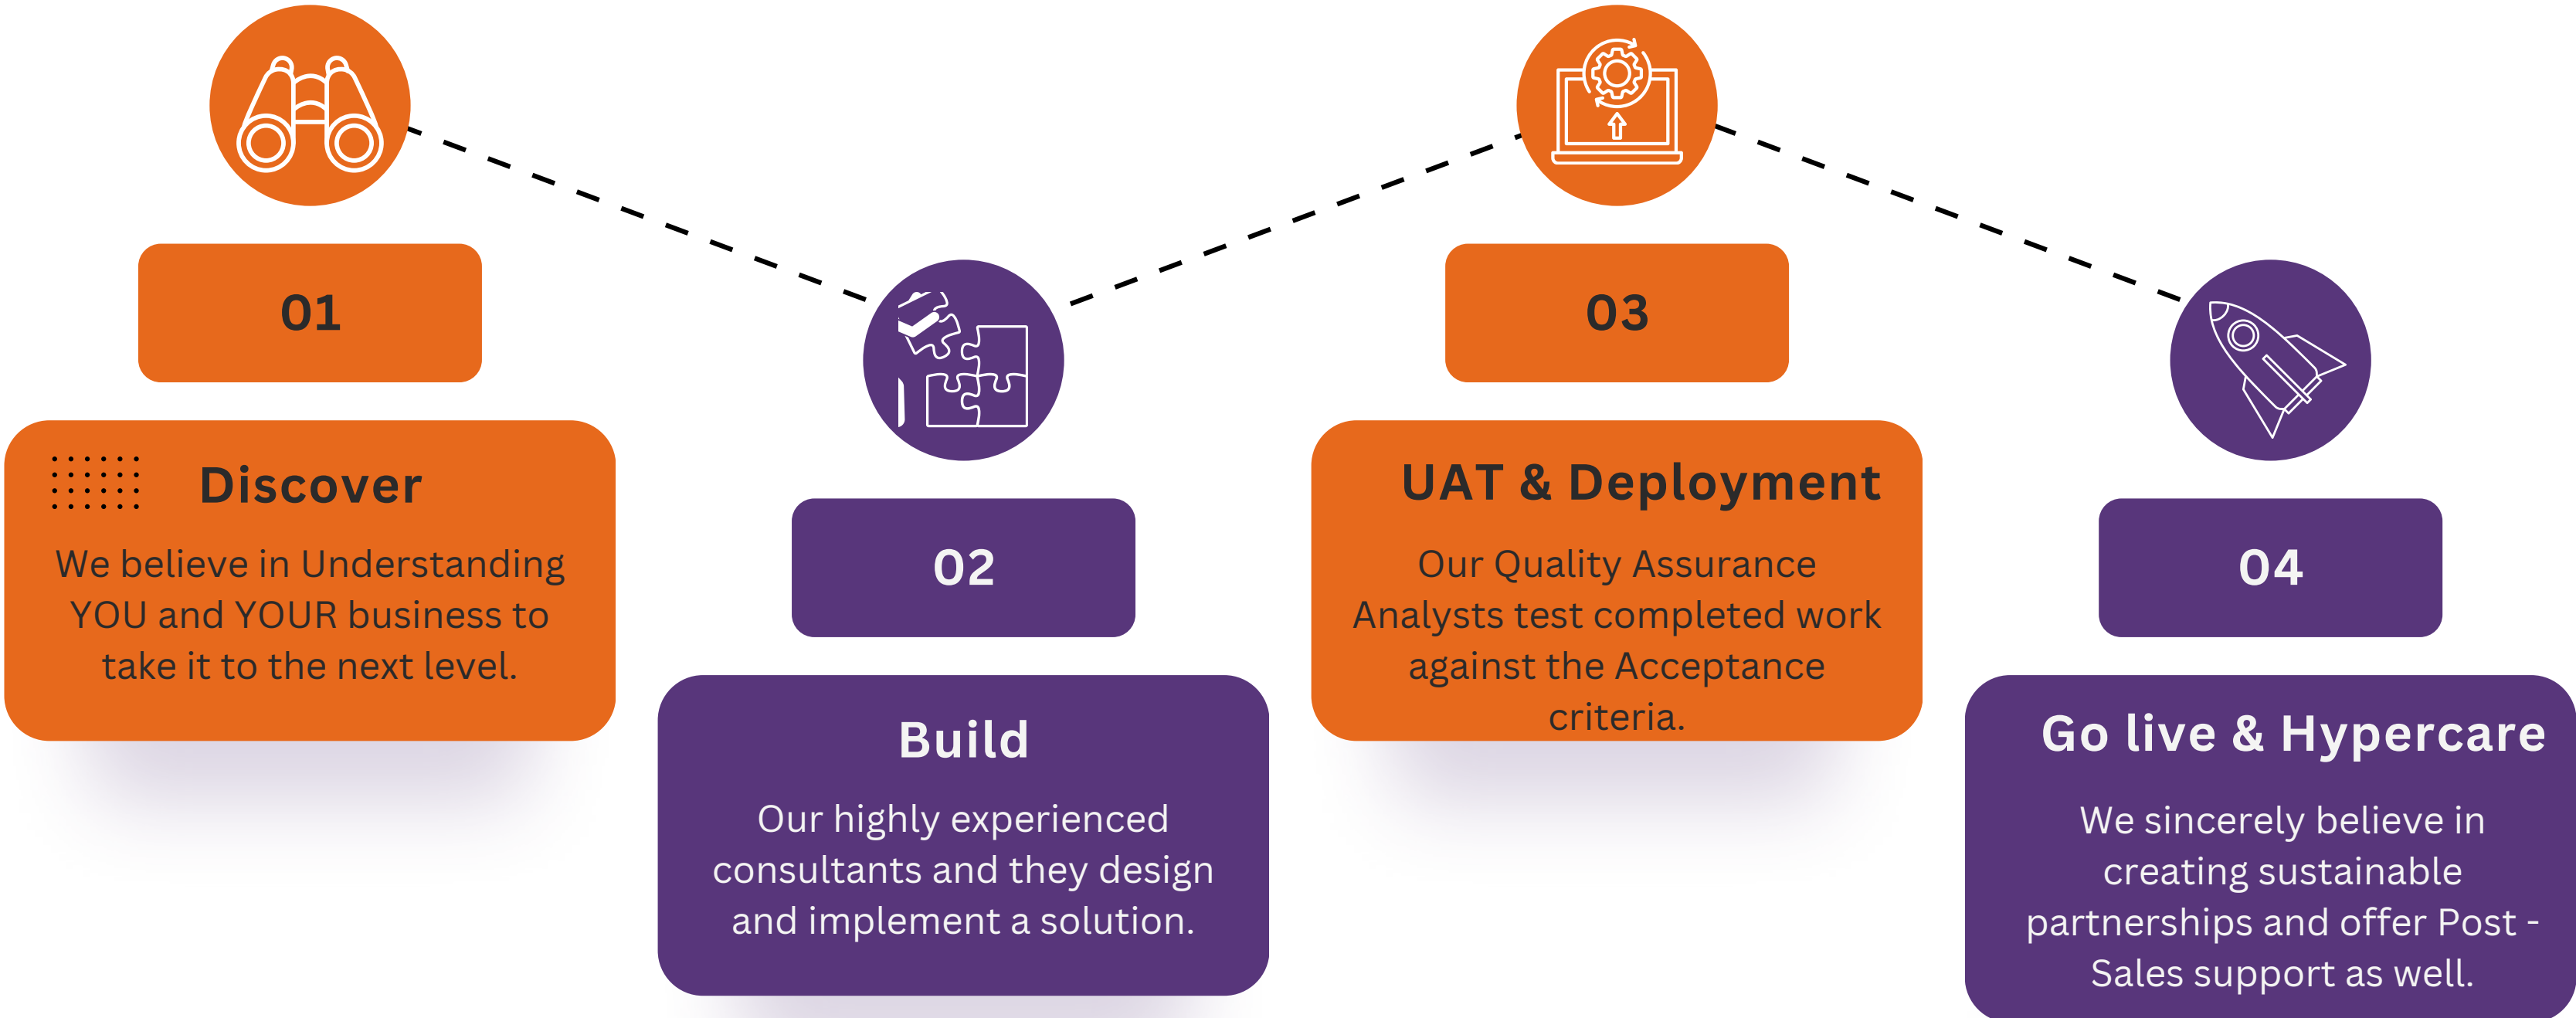 01
Discover
We believe in Understanding
YOU and YOUR business to
take it to the next level.
02
Build
Our highly experienced
consultants and they design
and implement a solution.
03
UAT & Deployment
Our Quality Assurance
Analysts test completed work
against the Acceptance
criteria.
04
Go live & Hypercare
We sincerely believe in
creating sustainable
partnerships and offer Post -
Sales support as well.